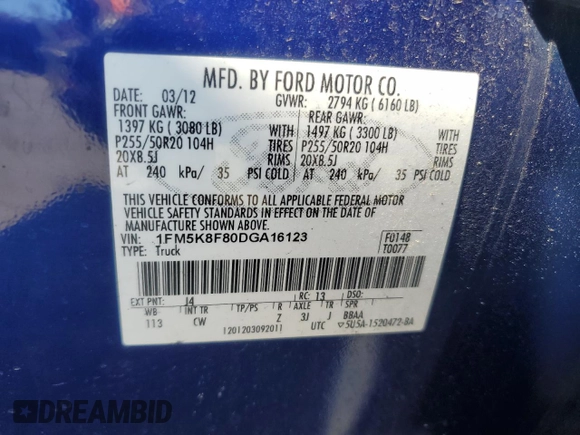 MFD. BY FORD MOTOR CO.
DATE: 03/12 GVWR: 2794 KG ( 6160 LB)
FRONT GAWR: REAR GAWR:
1397 KG ( 3080 LB) WITH 1497 KG ( 3300 LB) WITH
P255/50R20 104H TIRES P255/50R20 104H TIRES
20X8.5J RIMS 20X8.5J RIMS
AT 240 kPa/ 35 PSI COLD AT 240 kPa/ 35 PSI COLD
THIS VEHICLE CONFORMS TO ALL APPLICABLE FEDERAL MOTOR
VEHICLE SAFETY STANDARDS IN EFFECT ON THE DATE OF MANUFACTURE
SHOWN ABOVE.
VIN: 1FM5K8F80DGA16123 F0148
TYPE: Truck T0077
EXT PNT: J4 RC: 13 DSO:
WB INT TR TP/PS R AXLE TR SPR
113 CW Z 3J J BBAA
1201203092011 UTC ▽5U5A-1520472-BA
DREAMBID